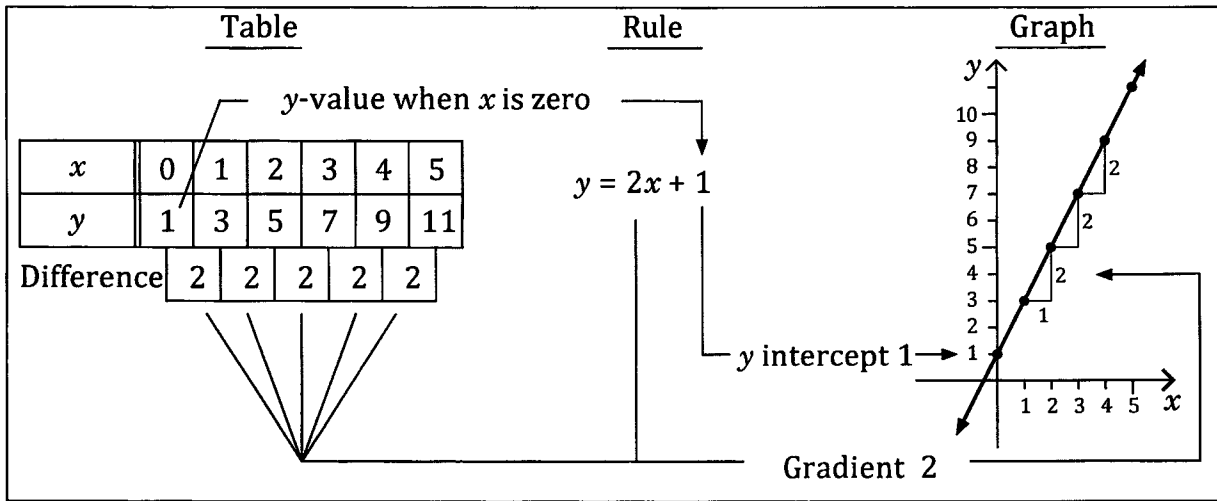 Table Rule Graph
y-value when x is zero
x 0 1 2 3 4 5
y 1 3 5 7 9 11
Difference 2 2 2 2 2
y = 2x + 1
y intercept 1
Gradient 2
y
10
9
8
7
6
5
4
3
2
1
1 2 3 4 5 x
2
2
2
1